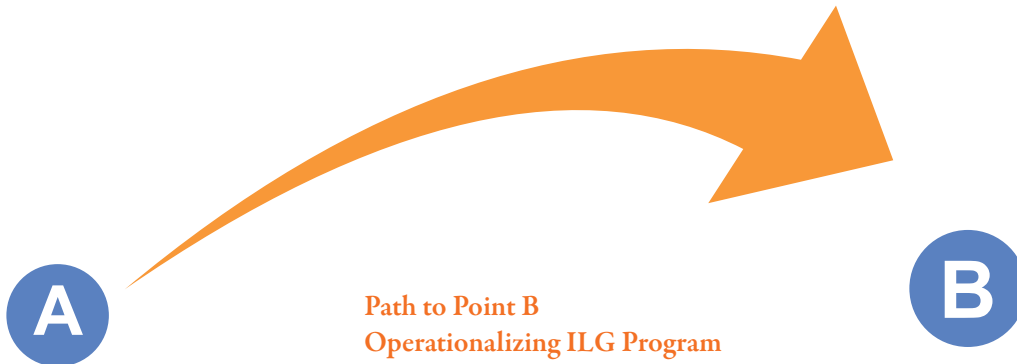 A
B
Path to Point B
Operationalizing ILG Program